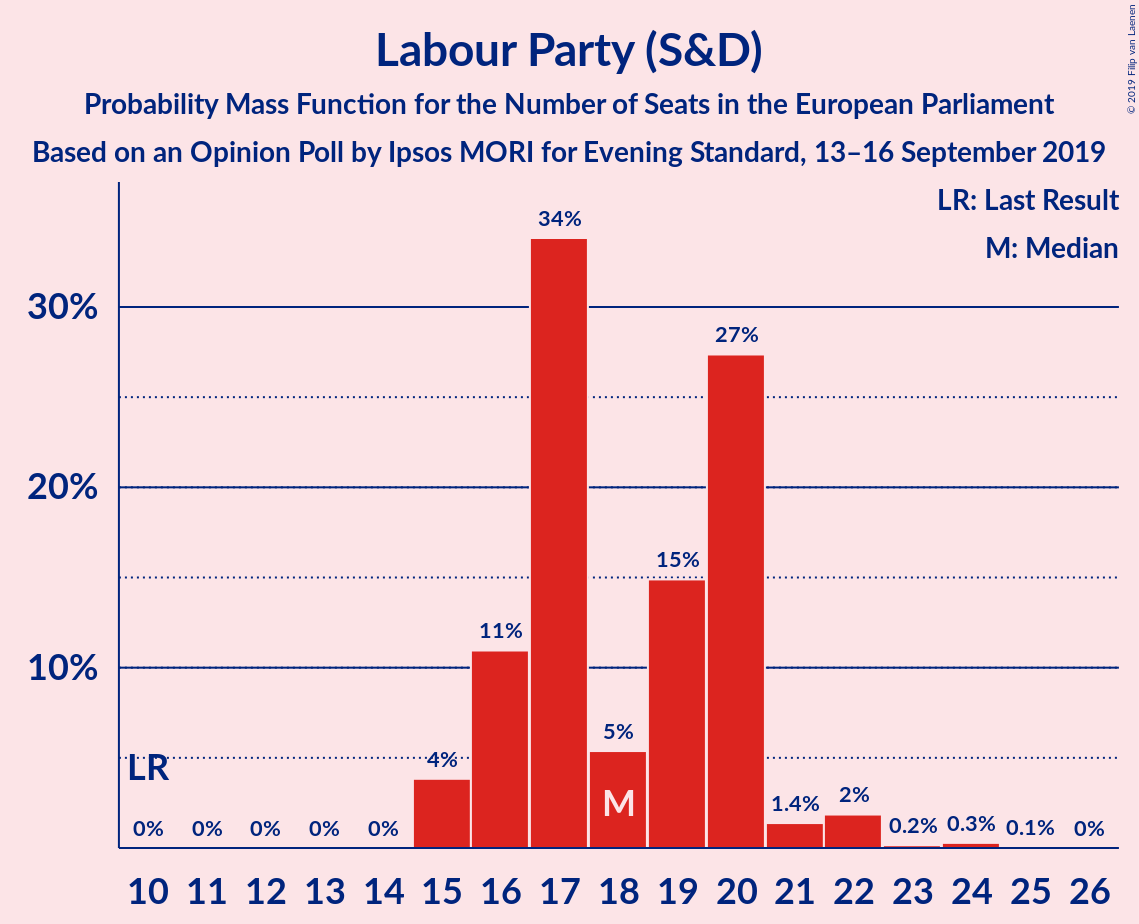 Labour Party (S&D)
Probability Mass Function for the Number of Seats in the European Parliament
Based on an Opinion Poll by Ipsos MORI for Evening Standard, 13–16 September 2019
© 2019 Filip van Laenen
LR: Last Result
M: Median
30%
20%
10%
LR
0%
0%
0%
0%
0%
4%
11%
34%
5%
M
15%
27%
1.4%
2%
0.2%
0.3%
0.1%
0%
10 11 12 13 14 15 16 17 18 19 20 21 22 23 24 25 26